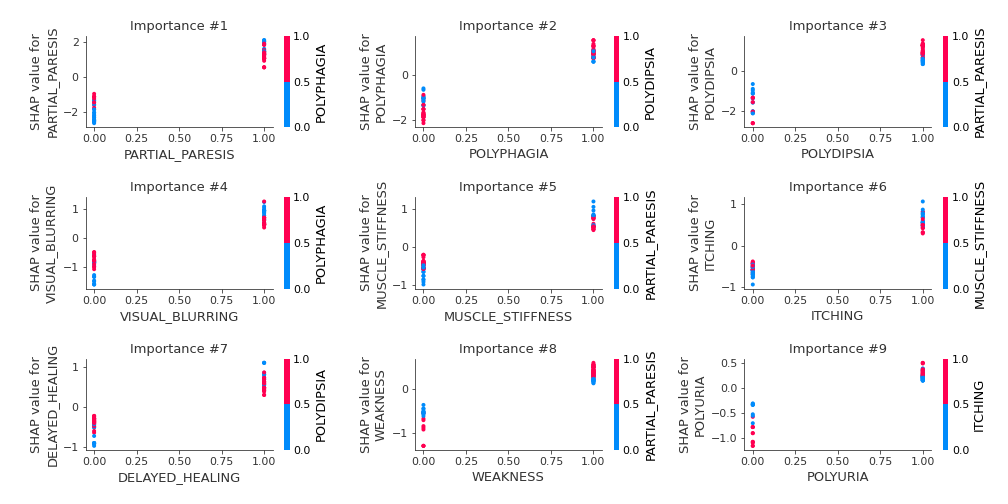 Importance #1
SHAP value for
PARTIAL_PARESIS
2
0
−2
0.00 0.25 0.50 0.75 1.00
PARTIAL_PARESIS
1.0
0.5
0.0
POLYPHAGIA
Importance #2
SHAP value for
POLYPHAGIA
0
−2
0.00 0.25 0.50 0.75 1.00
POLYPHAGIA
1.0
0.5
0.0
POLYDIPSIA
Importance #3
SHAP value for
POLYDIPSIA
0
−2
0.00 0.25 0.50 0.75 1.00
POLYDIPSIA
1.0
0.5
0.0
PARTIAL_PARESIS
Importance #4
SHAP value for
VISUAL_BLURRING
1
0
−1
0.00 0.25 0.50 0.75 1.00
VISUAL_BLURRING
1.0
0.5
0.0
POLYPHAGIA
Importance #5
SHAP value for
MUSCLE_STIFFNESS
1
0
−1
0.00 0.25 0.50 0.75 1.00
MUSCLE_STIFFNESS
1.0
0.5
0.0
PARTIAL_PARESIS
Importance #6
SHAP value for
ITCHING
1
0
−1
0.00 0.25 0.50 0.75 1.00
ITCHING
1.0
0.5
0.0
MUSCLE_STIFFNESS
Importance #7
SHAP value for
DELAYED_HEALING
1
0
−1
0.00 0.25 0.50 0.75 1.00
DELAYED_HEALING
1.0
0.5
0.0
POLYDIPSIA
Importance #8
SHAP value for
WEAKNESS
0
−1
0.00 0.25 0.50 0.75 1.00
WEAKNESS
1.0
0.5
0.0
PARTIAL_PARESIS
Importance #9
SHAP value for
POLYURIA
0.5
0.0
−0.5
−1.0
0.00 0.25 0.50 0.75 1.00
POLYURIA
1.0
0.5
0.0
ITCHING